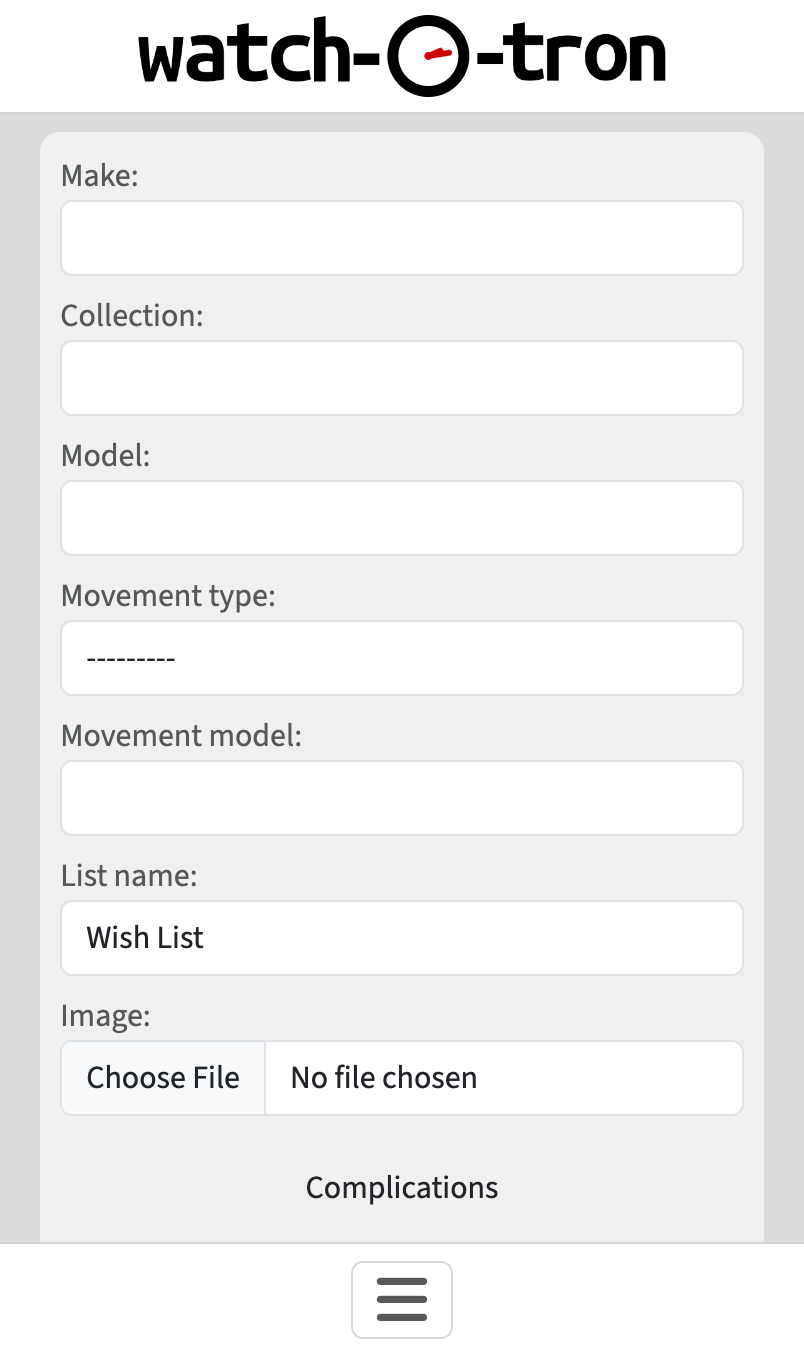 watch-O-tron
Make:
Collection:
Model:
Movement type:
---------
Movement model:
List name:
Wish List
Image:
Choose File No file chosen
Complications